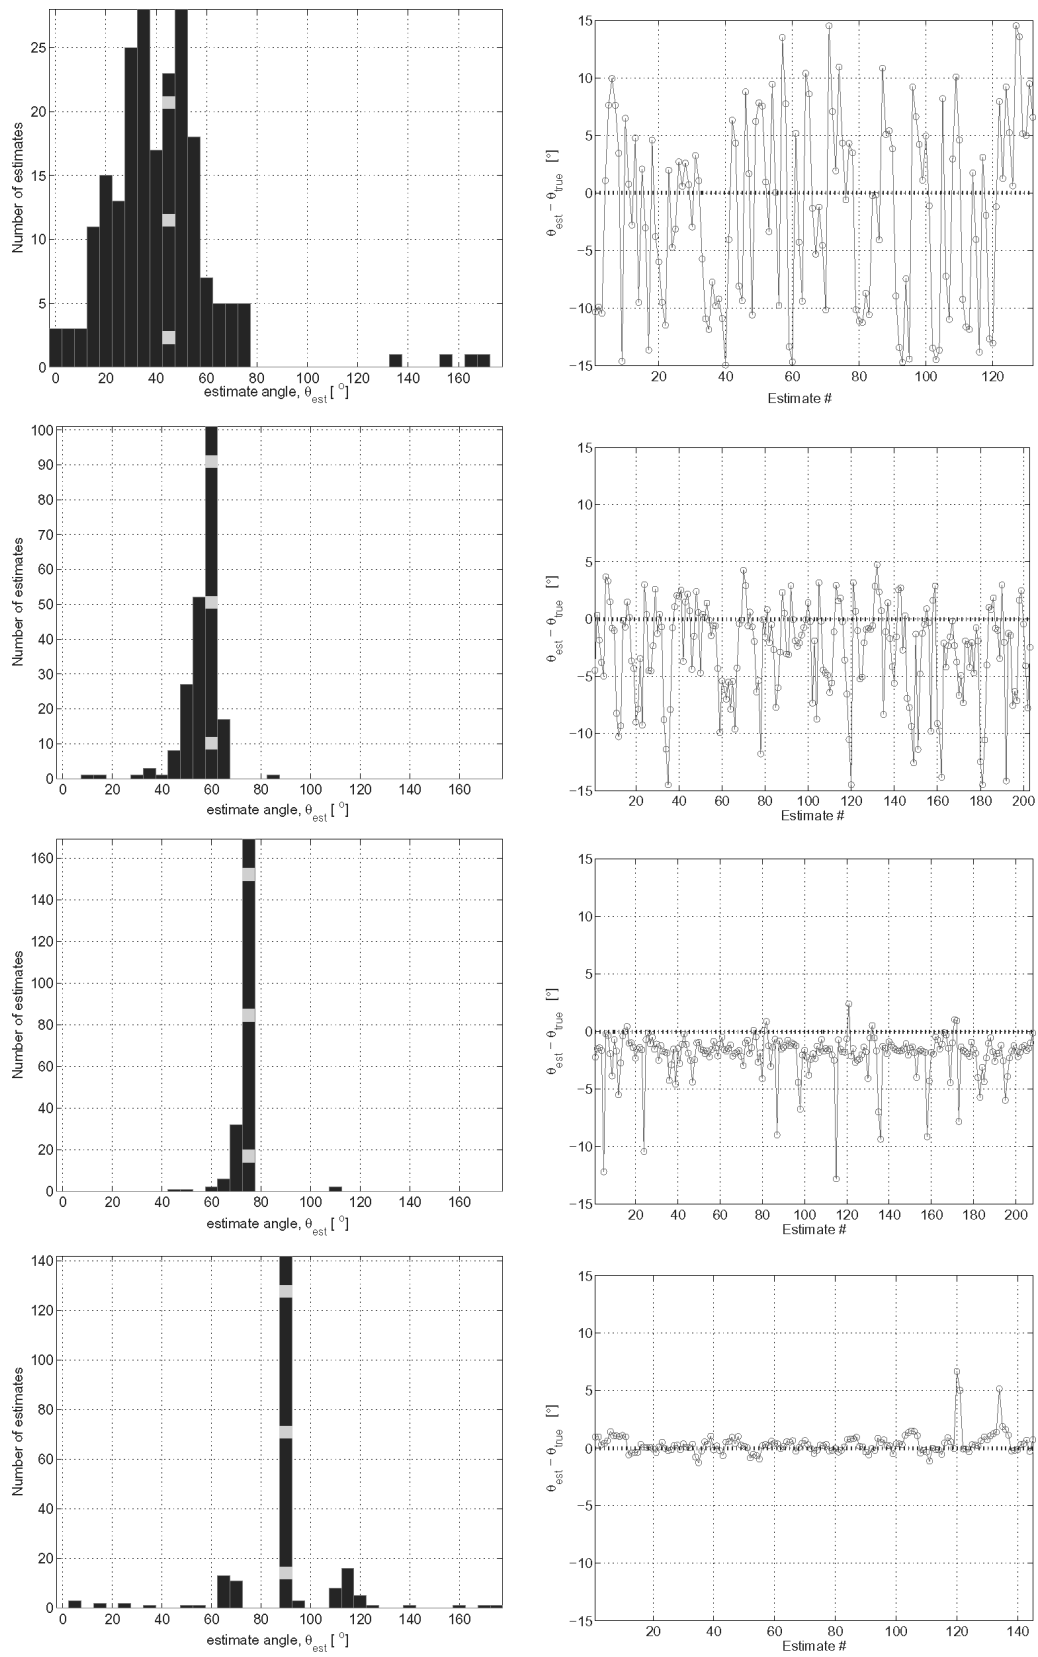 Number of estimates
25
20
15
10
5
0
0 20 40 60 80 100 120 140 160
estimate angle, θest [ °]
θest − θtrue [°]
15
10
5
0
−5
−10
−15
20 40 60 80 100 120
Estimate #
Number of estimates
100
90
80
70
60
50
40
30
20
10
0
0 20 40 60 80 100 120 140 160
estimate angle, θest [ °]
θest − θtrue [°]
15
10
5
0
−5
−10
−15
20 40 60 80 100 120 140 160 180 200
Estimate #
Number of estimates
160
140
120
100
80
60
40
20
0
0 20 40 60 80 100 120 140 160
estimate angle, θest [ °]
θest − θtrue [°]
15
10
5
0
−5
−10
−15
20 40 60 80 100 120 140 160 180 200
Estimate #
Number of estimates
140
120
100
80
60
40
20
0
0 20 40 60 80 100 120 140 160
estimate angle, θest [ °]
θest − θtrue [°]
15
10
5
0
−5
−10
−15
20 40 60 80 100 120 140
Estimate #